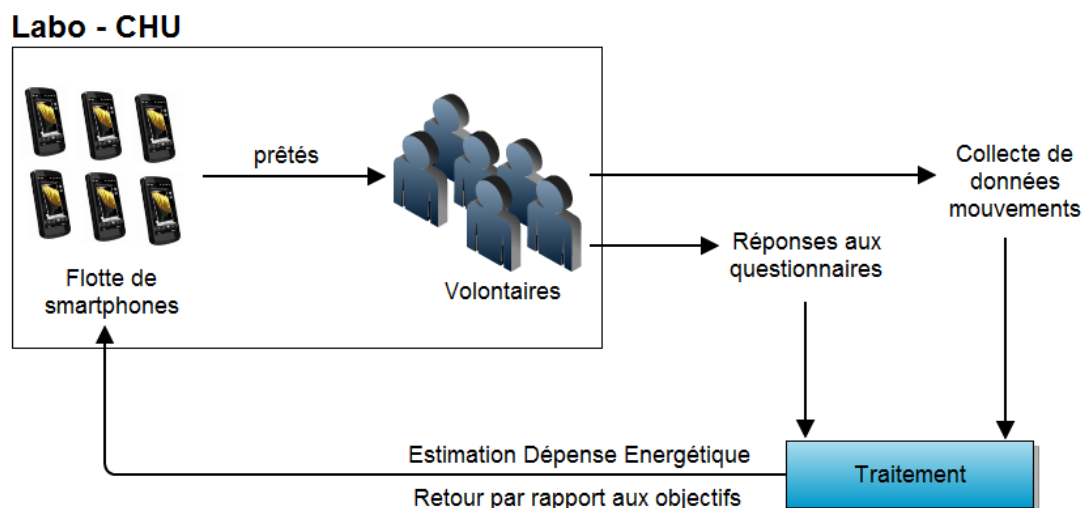 Labo - CHU
prêtés
Flotte de
smartphones
Volontaires
Collecte de
données
mouvements
Réponses aux
questionnaires
Estimation Dépense Energétique
Retour par rapport aux objectifs
Traitement